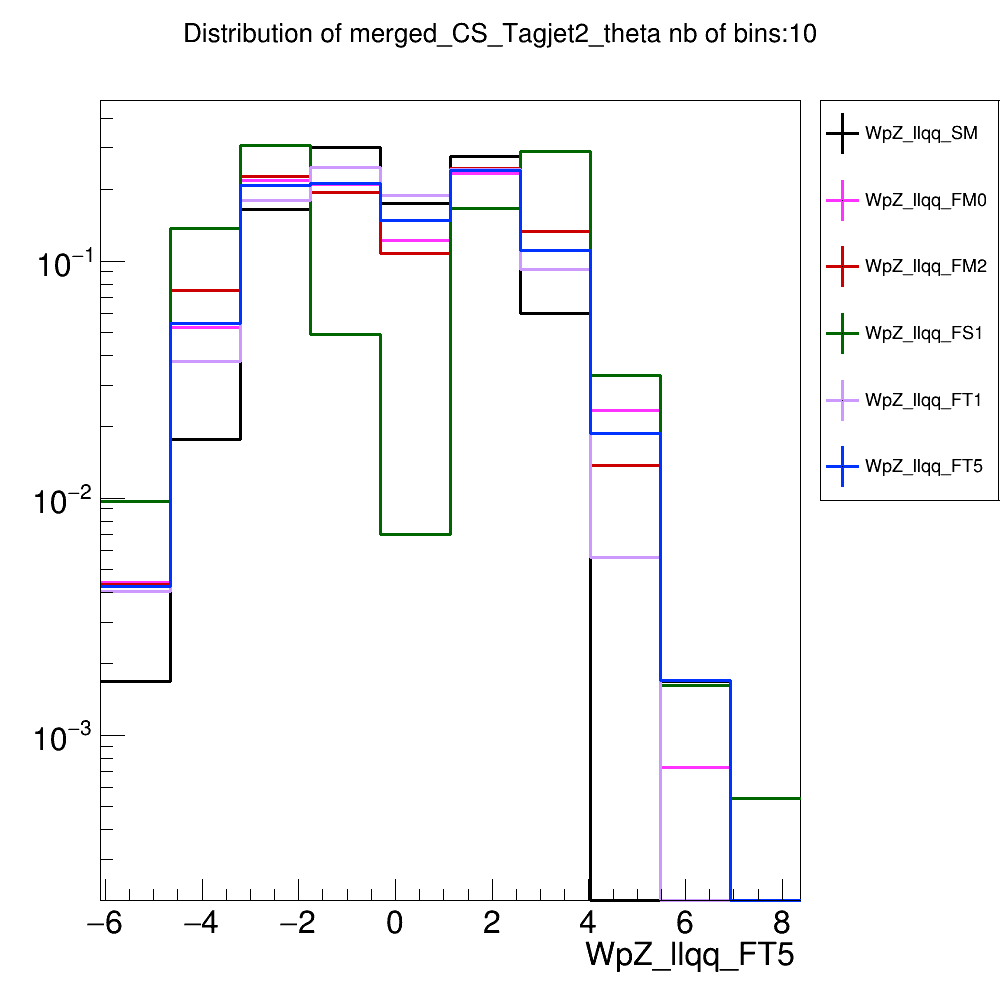 Distribution of merged_CS_Tagjet2_theta nb of bins:10
WpZ_llqq_SM
WpZ_llqq_FM0
WpZ_llqq_FM2
WpZ_llqq_FS1
WpZ_llqq_FT1
WpZ_llqq_FT5
10⁻¹
10⁻²
10⁻³
−6 −4 −2 0 2 4 6 8
WpZ_llqq_FT5